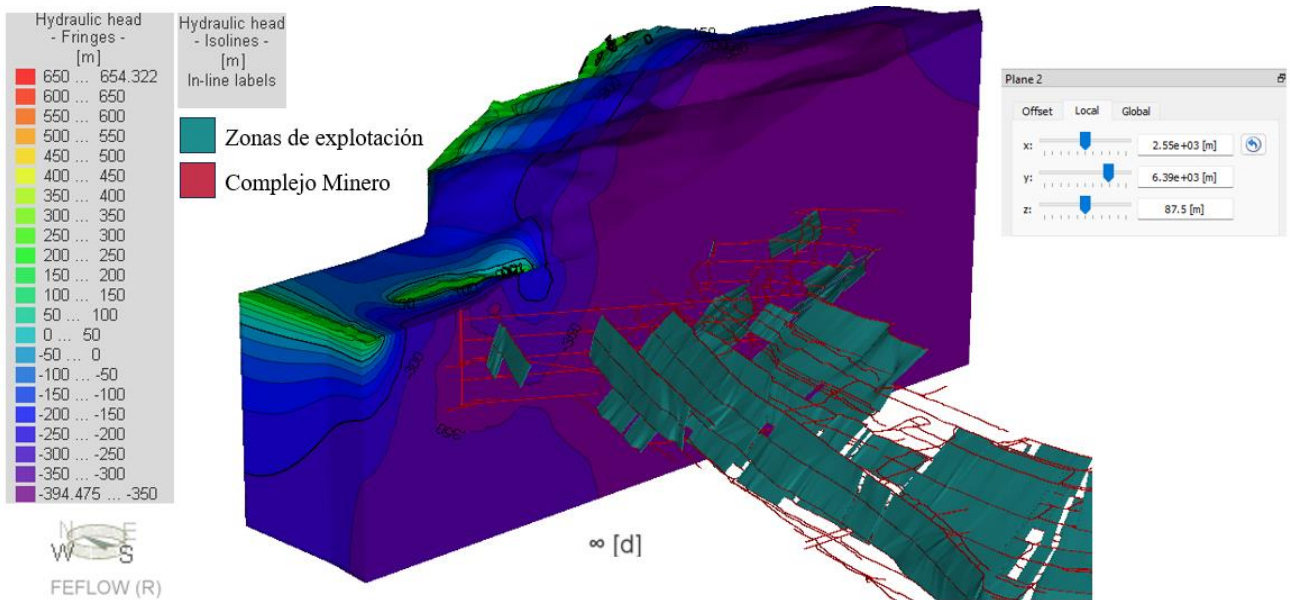 Hydraulic head
- Fringes -
[m]
650 ... 654.322
600 ... 650
550 ... 600
500 ... 550
450 ... 500
400 ... 450
350 ... 400
300 ... 350
250 ... 300
200 ... 250
150 ... 200
100 ... 150
50 ... 100
0 ... 50
-50 ... 0
-100 ... -50
-150 ... -100
-200 ... -150
-250 ... -200
-300 ... -250
-350 ... -300
-394.475 ... -350
Hydraulic head
- Isolines -
[m]
In-line labels
Zonas de explotación
Complejo Minero
Plane 2
Offset Local Global
x: 2.55e+03 [m]
y: 6.39e+03 [m]
z: 87.5 [m]
-300
-350
-350
∞ [d]
N E
W S
FEFLOW (R)